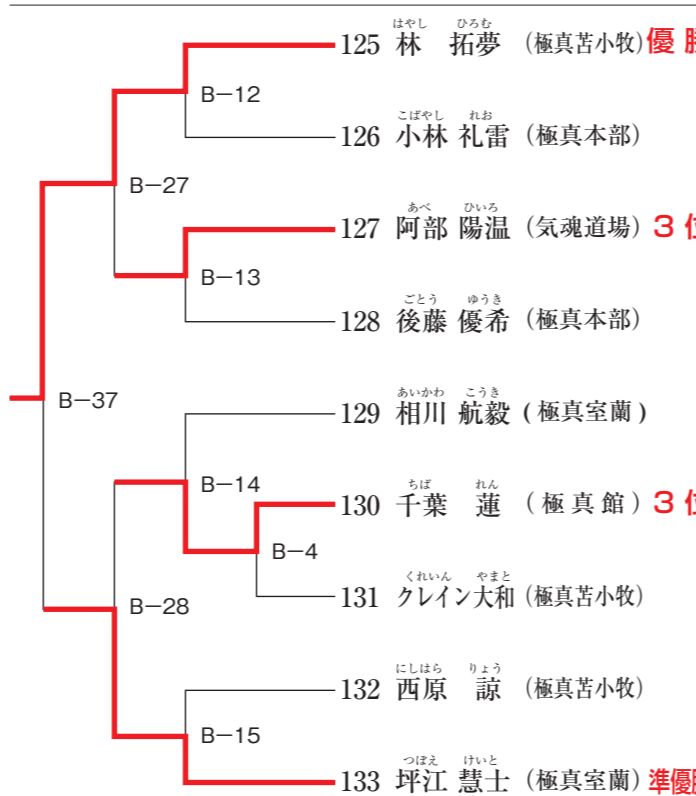 はやし ひろむ
125 林 拓夢 (極真苫小牧) 優勝
B-12
こばやし れお
126 小林 礼雷 (極真本部)
B-27
あべ ひいろ
127 阿部 陽温 (気魂道場) 3位
B-13
ごとう ゆうき
128 後藤 優希 (極真本部)
B-37
あいかわ こうき
129 相川 航毅 (極真室蘭)
B-14
ちば れん
130 千葉 蓮 (極真館) 3位
B-4
くれいん やまと
131 クレイン大和 (極真苫小牧)
B-28
にしはら りょう
132 西原 諒 (極真苫小牧)
B-15
つぼえ けいと
133 坪江 慧士 (極真室蘭) 準優勝